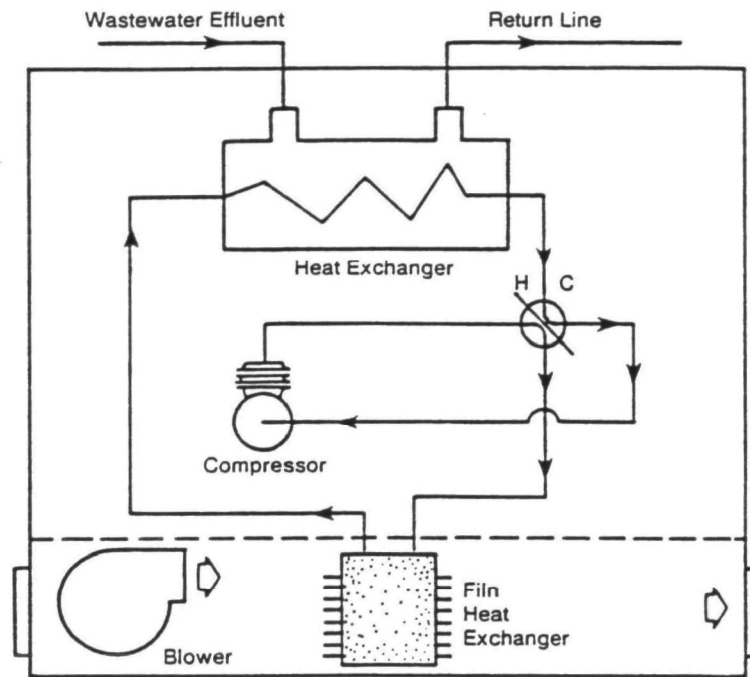 Wastewater Effluent
Return Line
Heat Exchanger
H C
Compressor
Filn
Heat
Exchanger
Blower